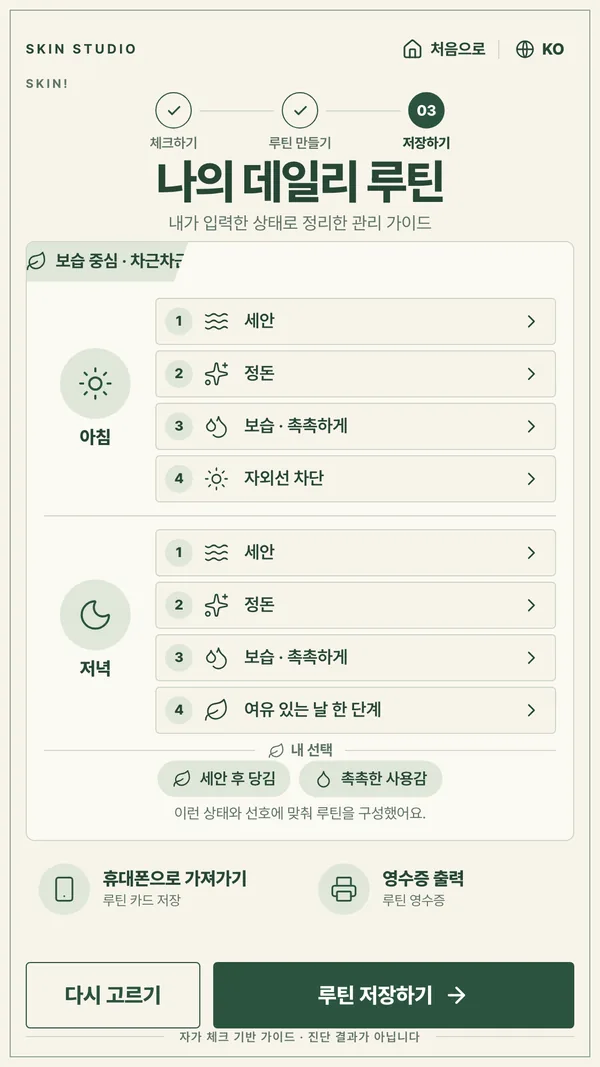 SKIN STUDIO
처음으로
KO
SKIN!
03
체크하기
루틴 만들기
저장하기
나의 데일리 루틴
내가 입력한 상태로 정리한 관리 가이드
보습 중심 · 차근차근
아침
1 세안
2 정돈
3 보습 · 촉촉하게
4 자외선 차단
저녁
1 세안
2 정돈
3 보습 · 촉촉하게
4 여유 있는 날 한 단계
내 선택
세안 후 당김
촉촉한 사용감
이런 상태와 선호에 맞춰 루틴을 구성했어요.
휴대폰으로 가져가기
루틴 카드 저장
영수증 출력
루틴 영수증
다시 고르기
루틴 저장하기
자가 체크 기반 가이드 · 진단 결과가 아닙니다